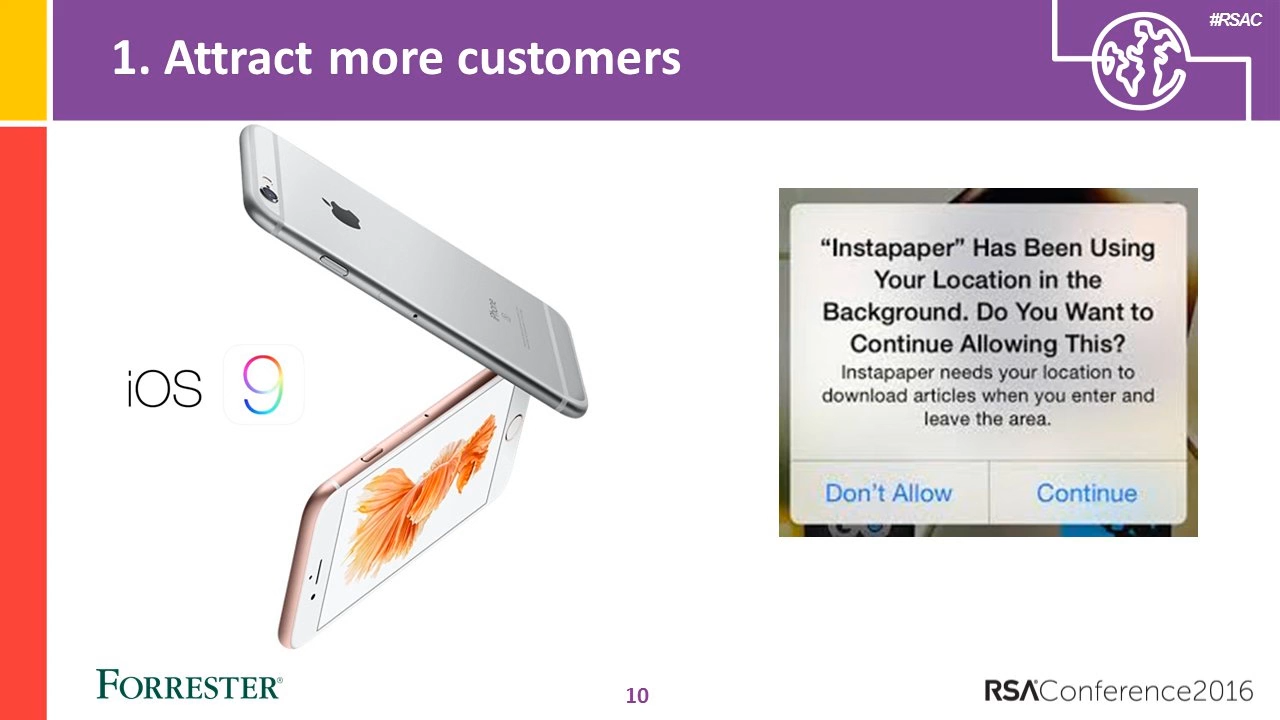 #RSAC
1. Attract more customers
iPhone
S
iOS 9
“Instapaper” Has Been Using
Your Location in the
Background. Do You Want to
Continue Allowing This?
Instapaper needs your location to
download articles when you enter and
leave the area.
Don’t Allow
Continue
FORRESTER®
10
RSA®Conference2016